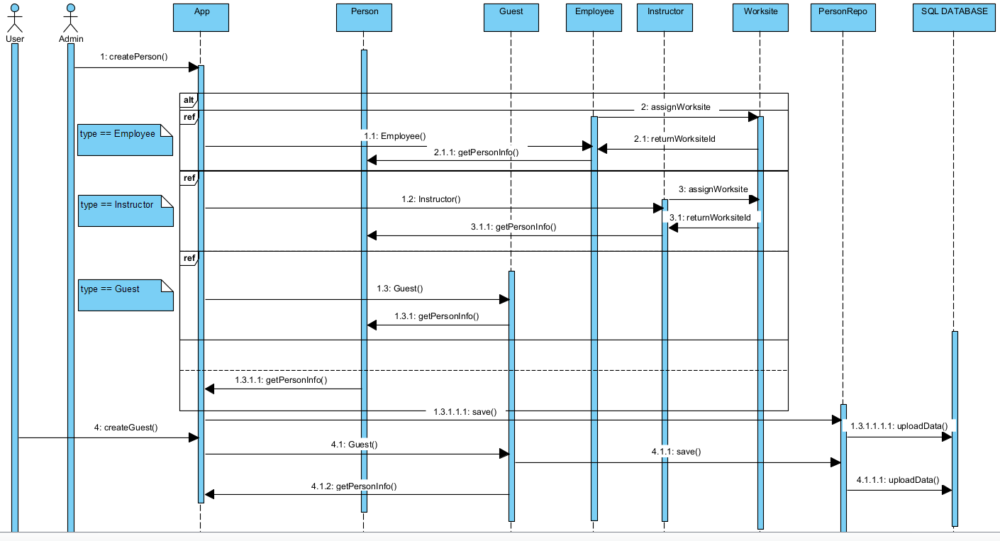 App
Person
Guest
Employee
Instructor
Worksite
PersonRepo
SQL DATABASE
User
Admin
1: createPerson()
alt
ref
2: assignWorksite
type == Employee
1.1: Employee()
2.1: returnWorksiteId
2.1.1: getPersonInfo()
ref
3: assignWorksite
type == Instructor
1.2: Instructor()
3.1: returnWorksiteId
3.1.1: getPersonInfo()
ref
type == Guest
1.3: Guest()
1.3.1: getPersonInfo()
1.3.1.1: getPersonInfo()
1.3.1.1.1: save()
4: createGuest()
1.3.1.1.1.1: uploadData()
4.1: Guest()
4.1.1: save()
4.1.1.1: uploadData()
4.1.2: getPersonInfo()